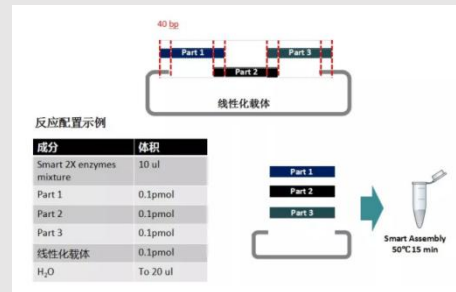 40 bp
Part 1
Part 3
Part 2
线性化载体
反应配置示例
成分 体积
Smart 2X enzymes mixture 10 ul
Part 1 0.1pmol
Part 2 0.1pmol
Part 3 0.1pmol
线性化载体 0.1pmol
H₂O To 20 ul
Part 1
Part 2
Part 3
Smart Assembly
50℃ 15 min